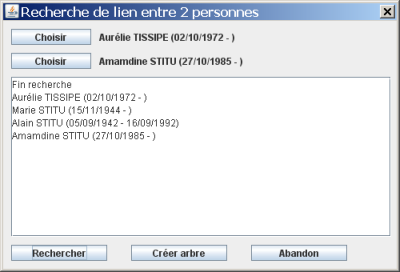 Recherche de lien entre 2 personnes
Choisir Aurélie TISSIPE (02/10/1972 - )
Choisir Amamdine STITU (27/10/1985 - )
Fin recherche
Aurélie TISSIPE (02/10/1972 - )
Marie STITU (15/11/1944 - )
Alain STITU (05/09/1942 - 16/09/1992)
Amamdine STITU (27/10/1985 - )
Rechercher Créer arbre Abandon